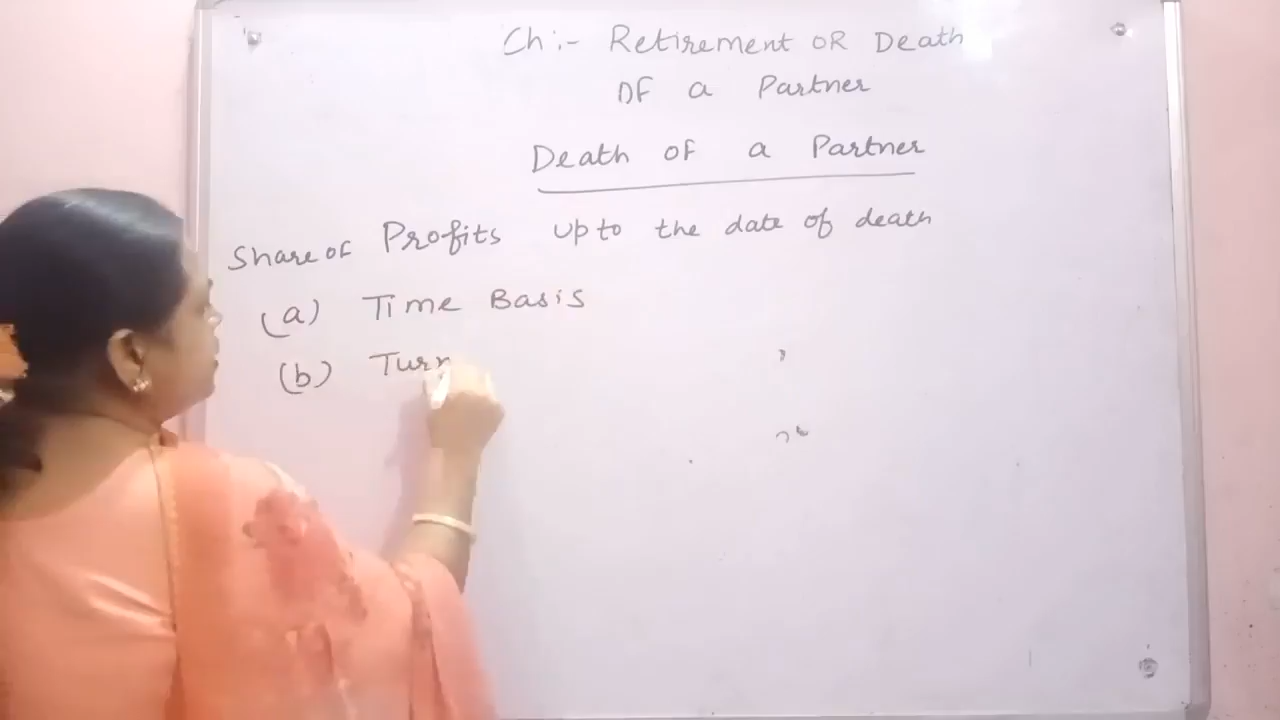 Ch:- Retirement OR Death
OF a Partner
Death of a Partner
Share of Profits upto the date of death
(a) Time Basis
(b) Turn